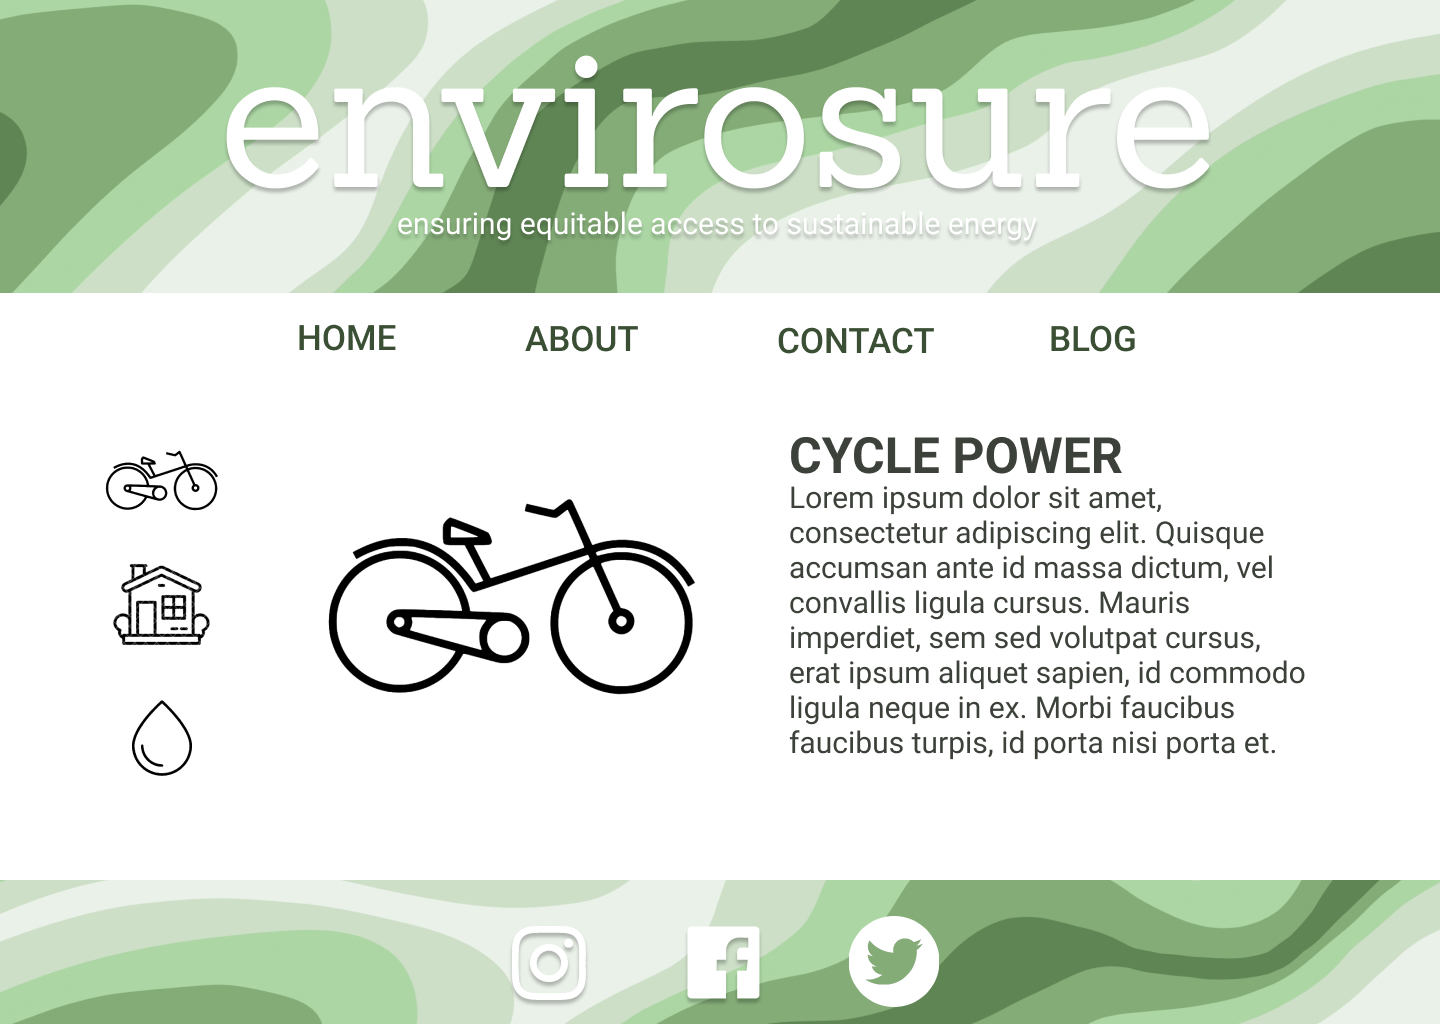 envirosure
ensuring equitable access to sustainable energy
HOME ABOUT CONTACT BLOG
CYCLE POWER
Lorem ipsum dolor sit amet,
consectetur adipiscing elit. Quisque
accumsan ante id massa dictum, vel
convallis ligula cursus. Mauris
imperdiet, sem sed volutpat cursus,
erat ipsum aliquet sapien, id commodo
ligula neque in ex. Morbi faucibus
faucibus turpis, id porta nisi porta et.